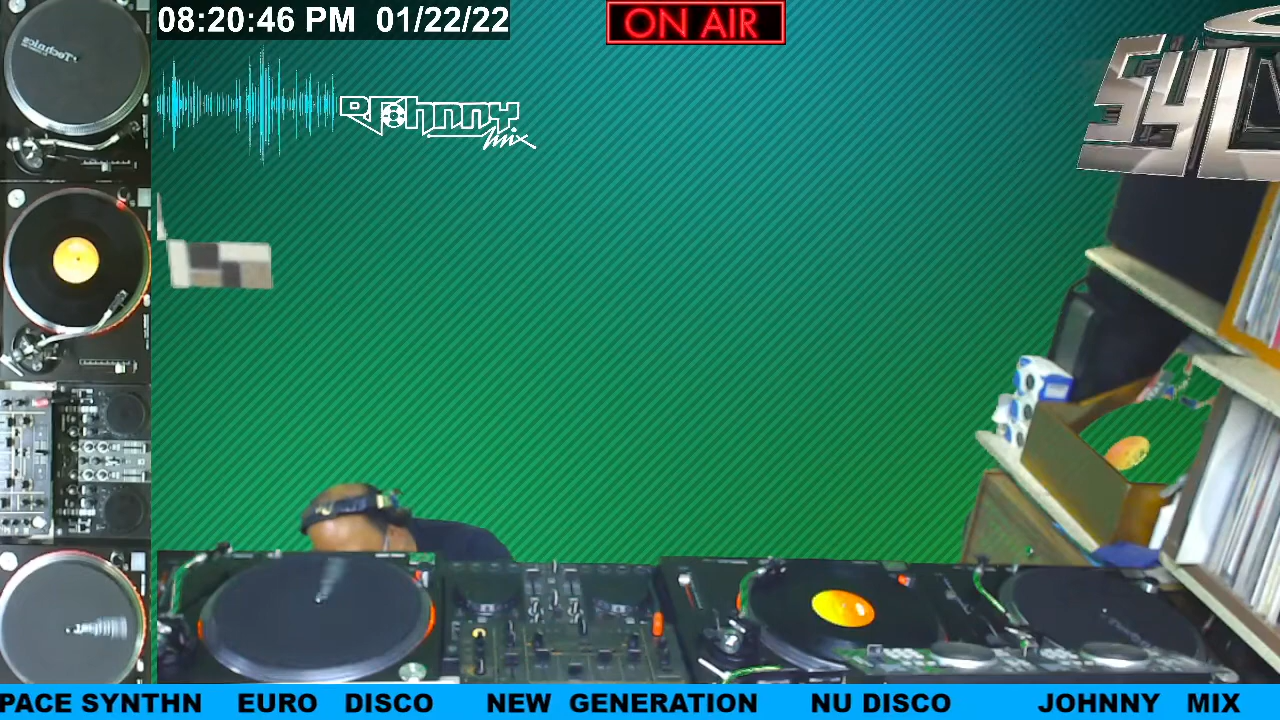 08:20:46 PM 01/22/22
ON AIR
DJohnny
mix
SYL
Technics
PACE SYNTHN EURO DISCO NEW GENERATION NU DISCO JOHNNY MIX